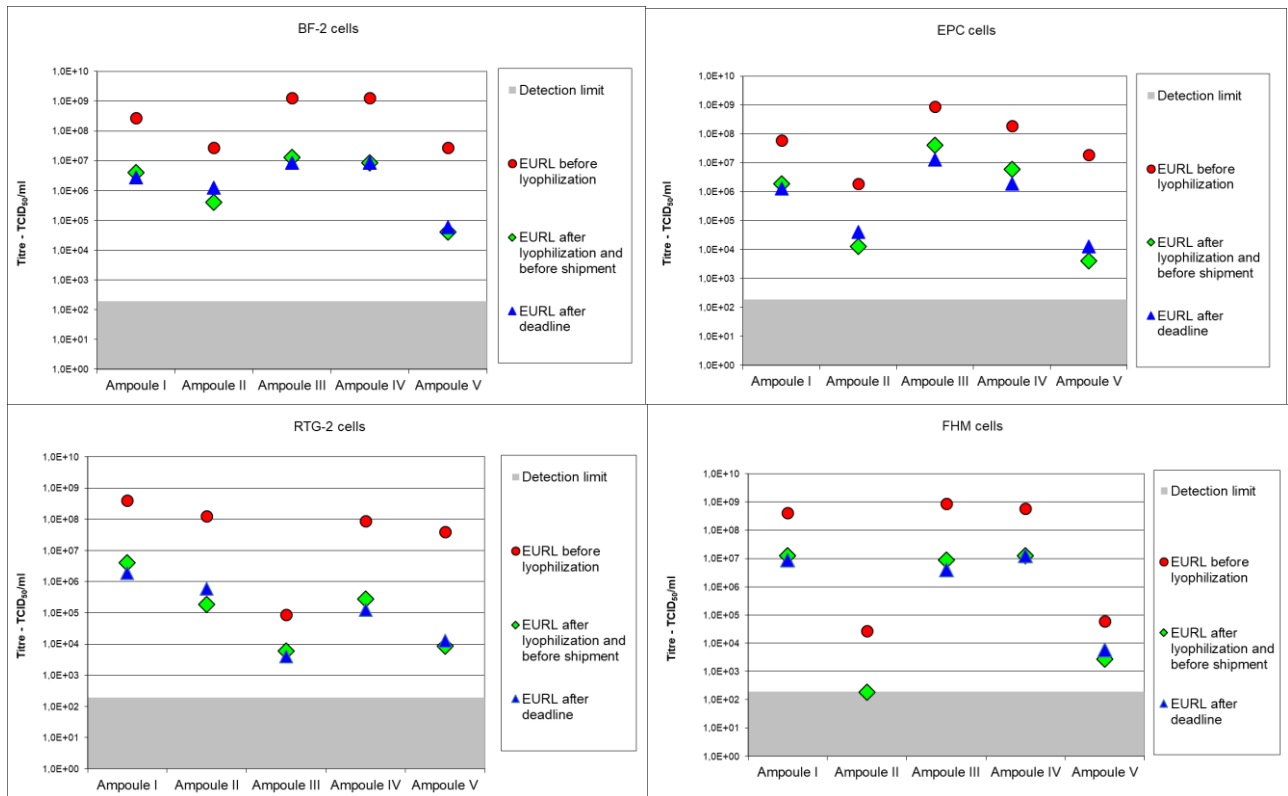 BF-2 cells
1,0E+10
1,0E+09
1,0E+08
1,0E+07
1,0E+06
1,0E+05
1,0E+04
1,0E+03
1,0E+02
1,0E+01
1,0E+00
Titre - TCID50/ml
Ampoule I Ampoule II Ampoule III Ampoule IV Ampoule V
Detection limit
EURL before
lyophilization
EURL after
lyophilization and
before shipment
EURL after
deadline
EPC cells
1,0E+10
1,0E+09
1,0E+08
1,0E+07
1,0E+06
1,0E+05
1,0E+04
1,0E+03
1,0E+02
1,0E+01
1,0E+00
Titre - TCID50/ml
Ampoule I Ampoule II Ampoule III Ampoule IV Ampoule V
Detection limit
EURL before
lyophilization
EURL after
lyophilization and
before shipment
EURL after
deadline
RTG-2 cells
1,0E+10
1,0E+09
1,0E+08
1,0E+07
1,0E+06
1,0E+05
1,0E+04
1,0E+03
1,0E+02
1,0E+01
1,0E+00
Titre - TCID50/ml
Ampoule I Ampoule II Ampoule III Ampoule IV Ampoule V
Detection limit
EURL before
lyophilization
EURL after
lyophilization and
before shipment
EURL after
deadline
FHM cells
1,0E+10
1,0E+09
1,0E+08
1,0E+07
1,0E+06
1,0E+05
1,0E+04
1,0E+03
1,0E+02
1,0E+01
1,0E+00
Titre - TCID50/ml
Ampoule I Ampoule II Ampoule III Ampoule IV Ampoule V
Detection limit
EURL before
lyophilization
EURL after
lyophilization and
before shipment
EURL after
deadline